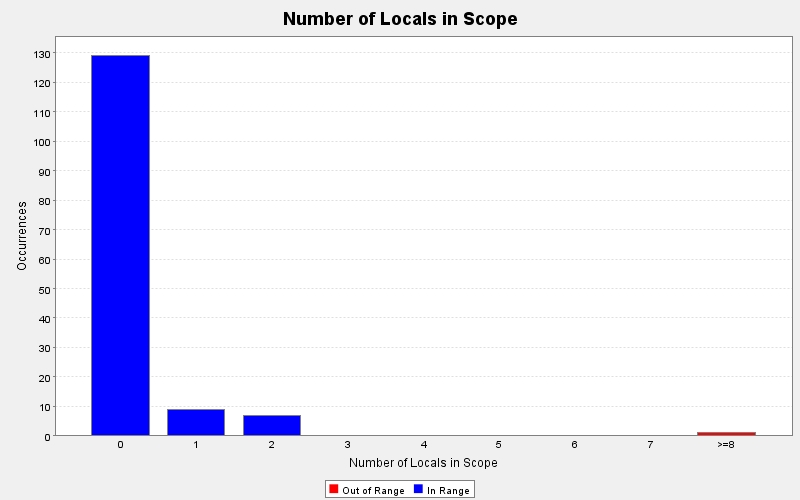 Number of Locals in Scope
Occurrences
130
120
110
100
90
80
70
60
50
40
30
20
10
0
0 1 2 3 4 5 6 7 >=8
Number of Locals in Scope
Out of Range In Range